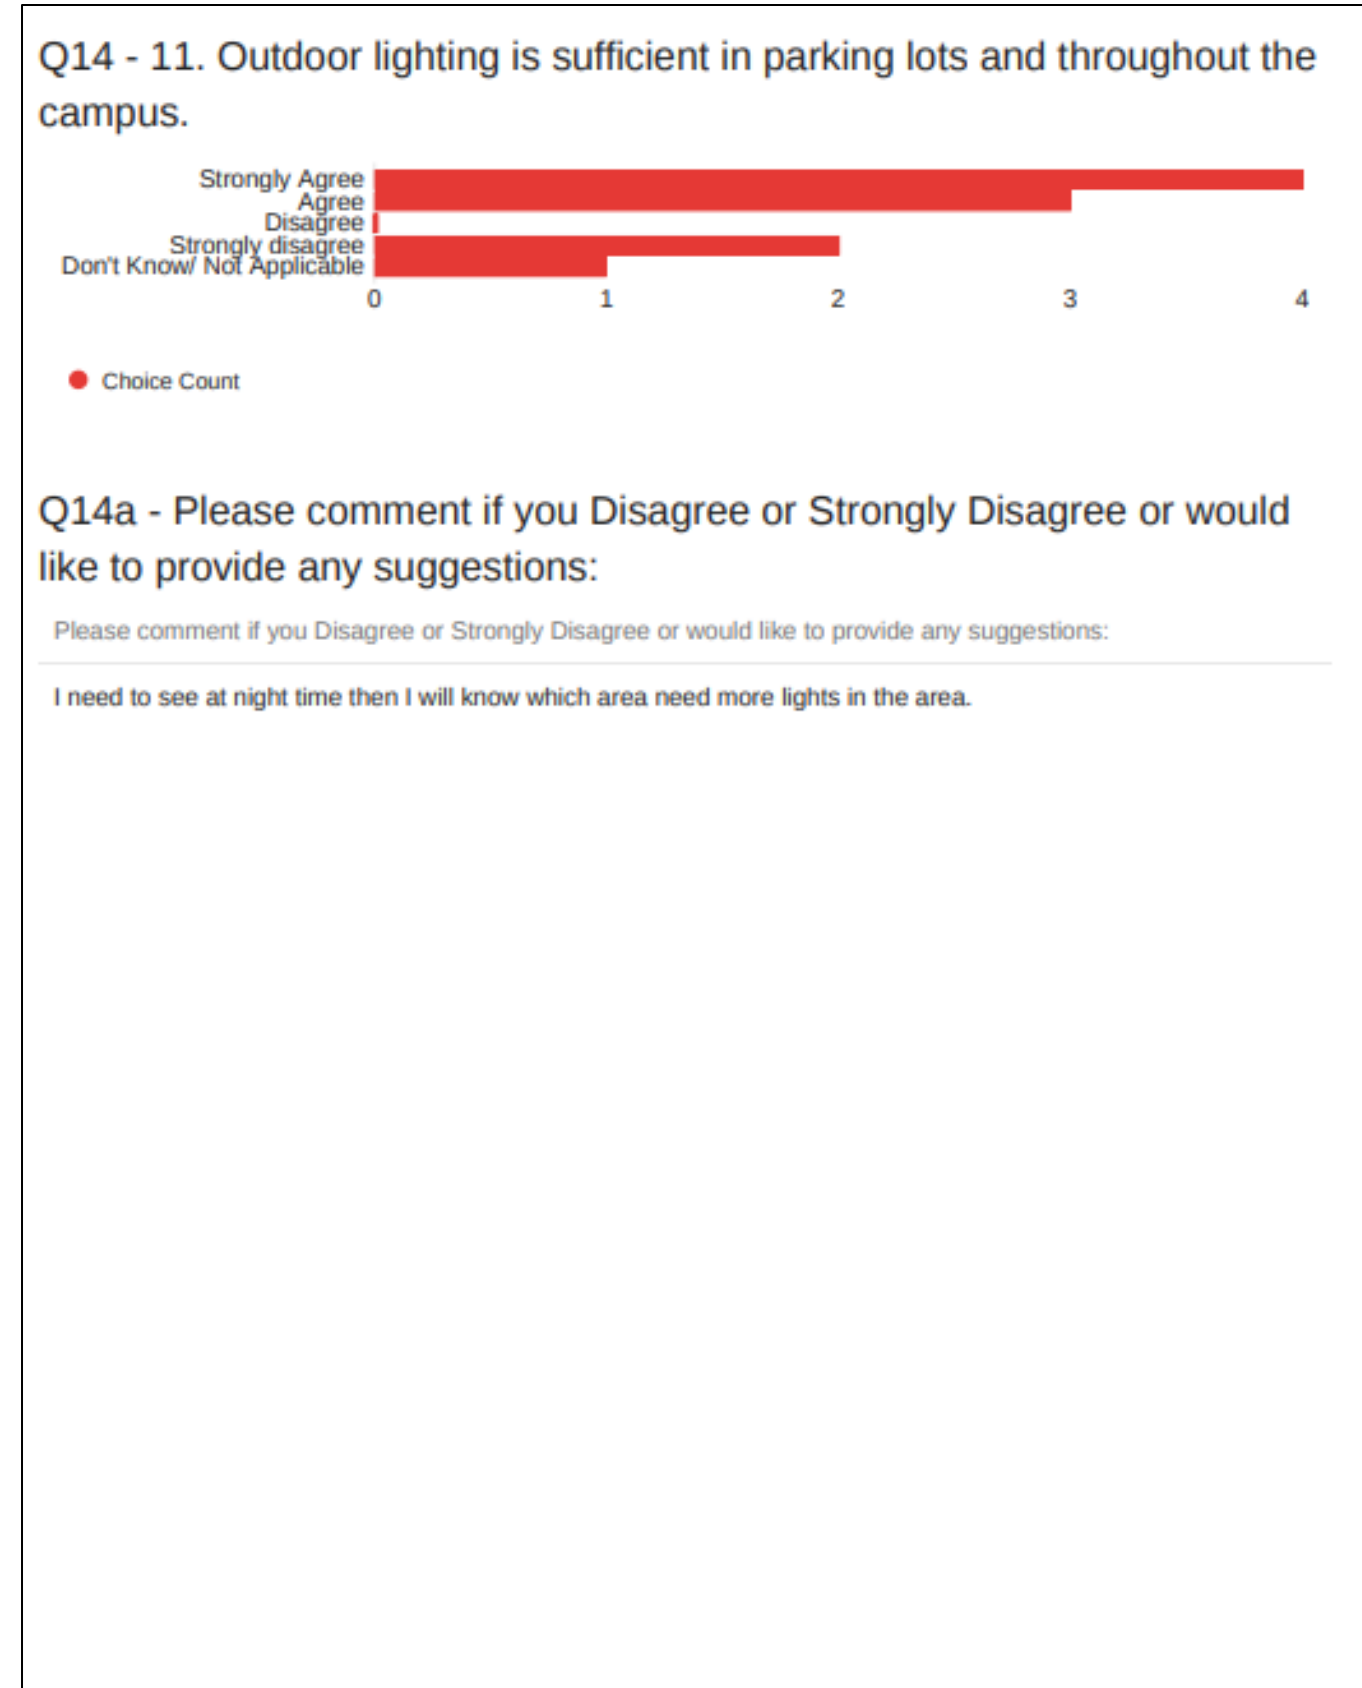 Q14 - 11. Outdoor lighting is sufficient in parking lots and throughout the
campus.
Strongly Agree
Agree
Disagree
Strongly disagree
Don't Know/ Not Applicable
0 1 2 3 4
Choice Count
Q14a - Please comment if you Disagree or Strongly Disagree or would
like to provide any suggestions:
Please comment if you Disagree or Strongly Disagree or would like to provide any suggestions:
I need to see at night time then I will know which area need more lights in the area.